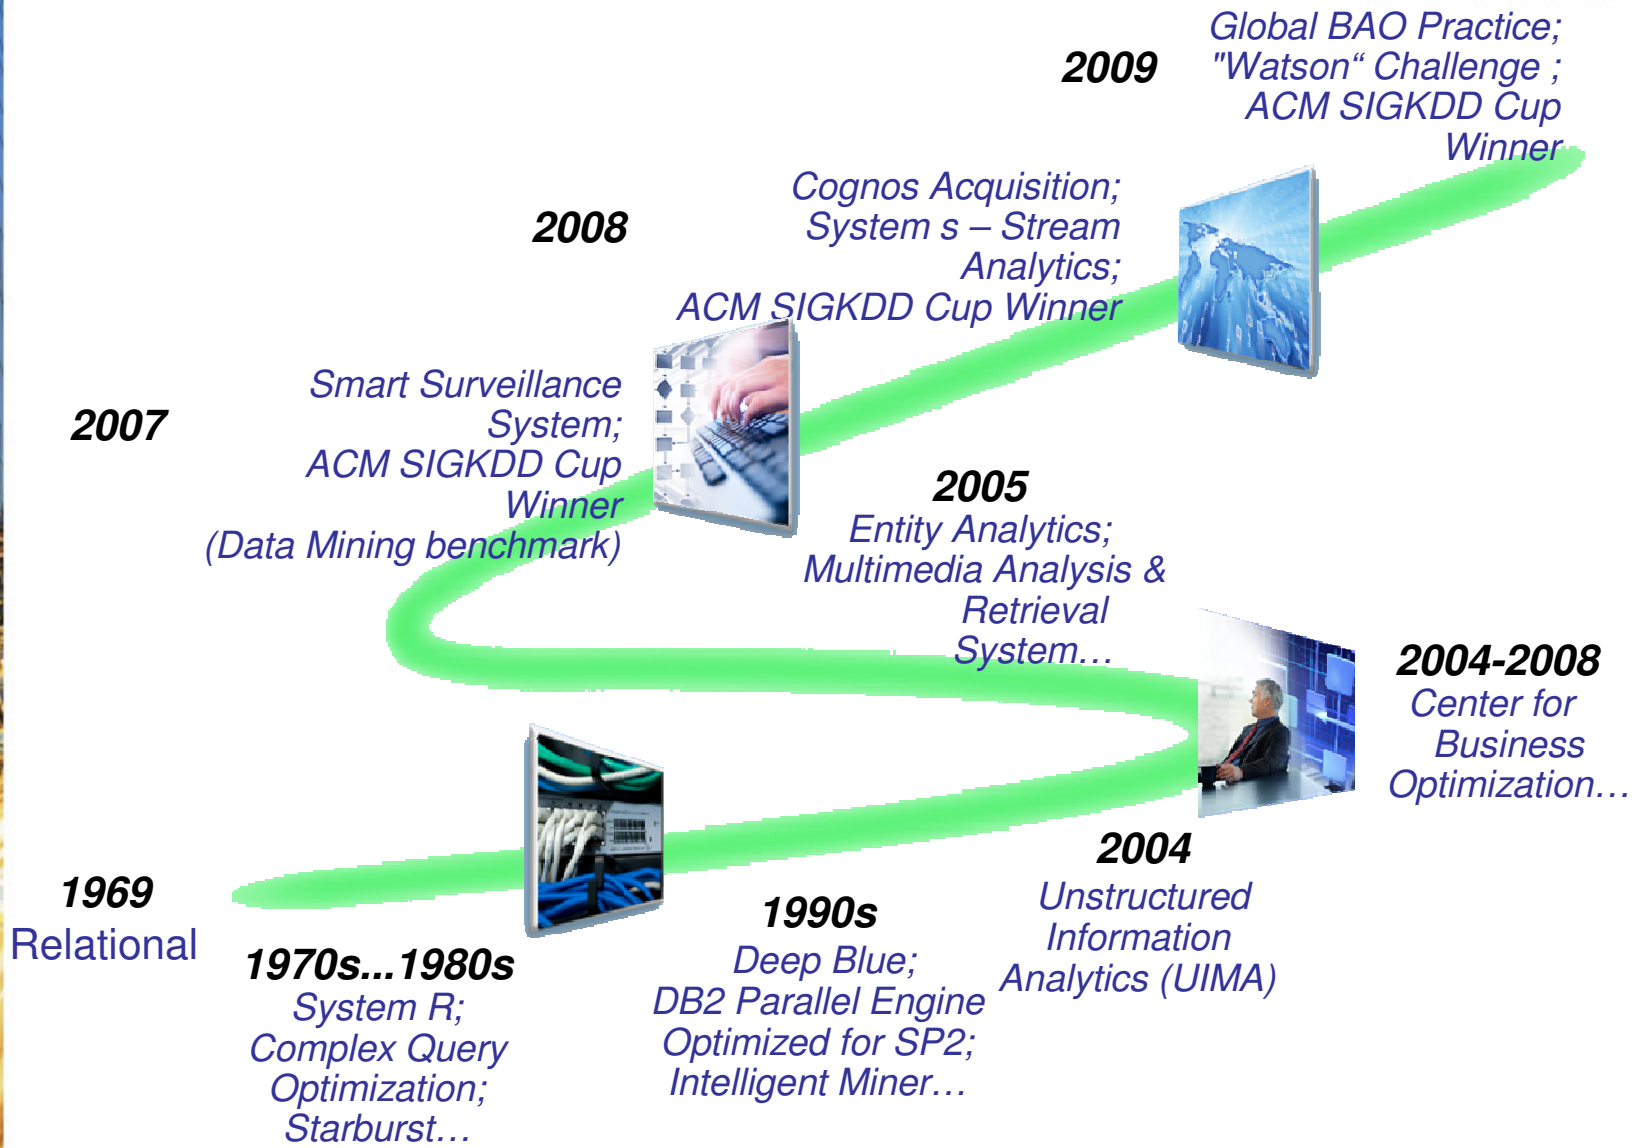 Global BAO Practice;
2009
"Watson“ Challenge ;
ACM SIGKDD Cup
Winner
Cognos Acquisition;
2008
System s – Stream
Analytics;
ACM SIGKDD Cup Winner
Smart Surveillance
2007
System;
ACM SIGKDD Cup
Winner
(Data Mining benchmark)
2005
Entity Analytics;
Multimedia Analysis &
Retrieval
System…
2004-2008
Center for
Business
Optimization…
2004
Unstructured
Information
Analytics (UIMA)
1969
Relational
1970s...1980s
System R;
Complex Query
Optimization;
Starburst…
1990s
Deep Blue;
DB2 Parallel Engine
Optimized for SP2;
Intelligent Miner…